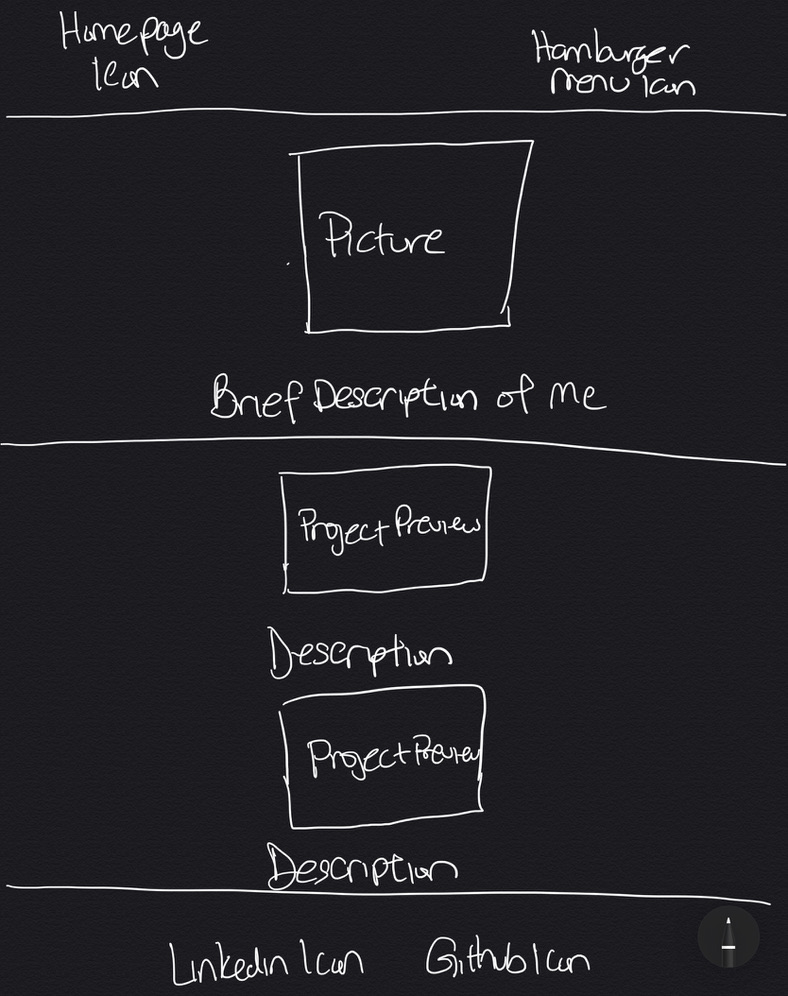 Homepage
Icon
Hamburger
menu Icon
Picture
Brief Description of me
Project Preview
Description
Project Preview
Description
Linkedin Icon Github Icon